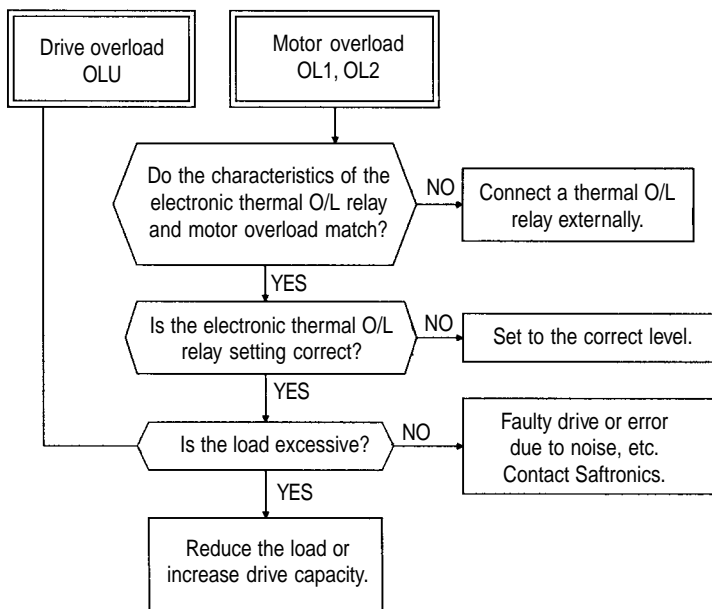 Drive overload
OLU
Motor overload
OL1, OL2
Do the characteristics of the
electronic thermal O/L relay
and motor overload match?
NO
Connect a thermal O/L
relay externally.
YES
Is the electronic thermal O/L
relay setting correct?
NO
Set to the correct level.
YES
Is the load excessive?
NO
Faulty drive or error
due to noise, etc.
Contact Saftronics.
YES
Reduce the load or
increase drive capacity.